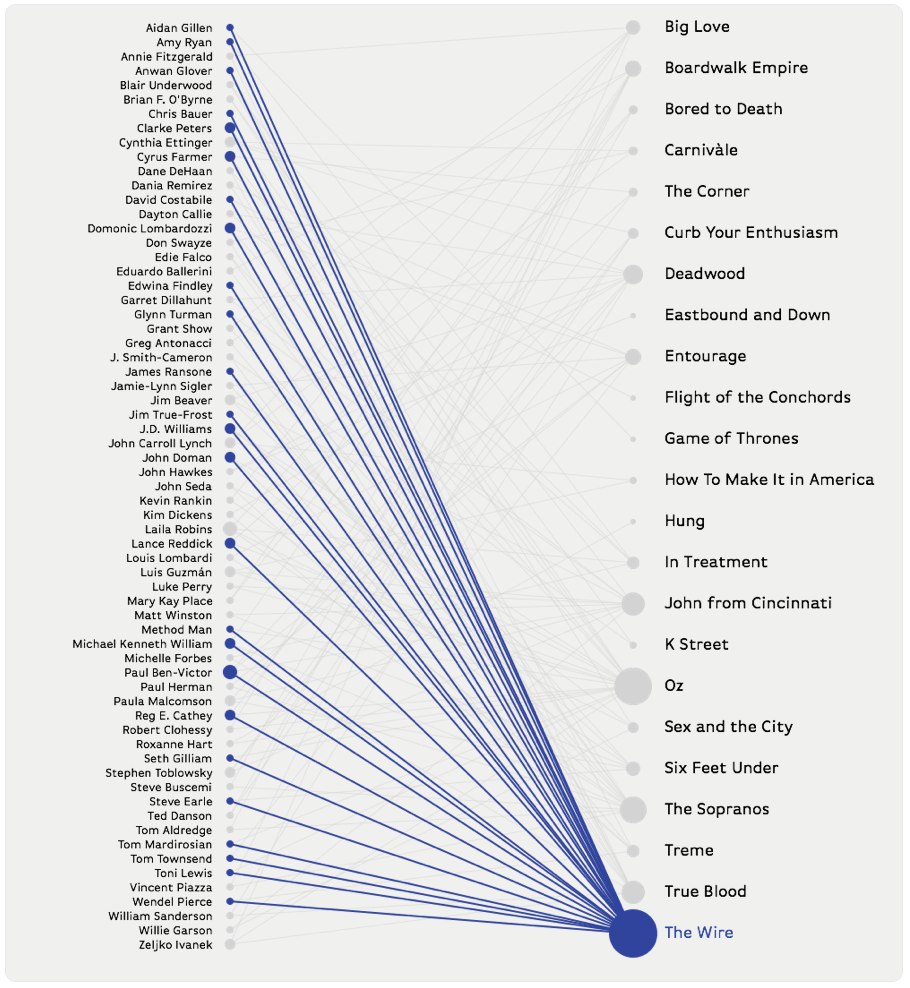 Aidan Gillen
Amy Ryan
Annie Fitzgerald
Anwan Glover
Blair Underwood
Brian F. O'Byrne
Chris Bauer
Clarke Peters
Cynthia Ettinger
Cyrus Farmer
Dane DeHaan
Dania Remirez
David Costabile
Dayton Callie
Domonic Lombardozzi
Don Swayze
Edie Falco
Eduardo Ballerini
Edwina Findley
Garret Dillahunt
Glynn Turman
Grant Show
Greg Antonacci
J. Smith-Cameron
James Ransone
Jamie-Lynn Sigler
Jim Beaver
Jim True-Frost
J.D. Williams
John Carroll Lynch
John Doman
John Hawkes
John Seda
Kevin Rankin
Kim Dickens
Laila Robins
Lance Reddick
Louis Lombardi
Luis Guzmán
Luke Perry
Mary Kay Place
Matt Winston
Method Man
Michael Kenneth William
Michelle Forbes
Paul Ben-Victor
Paul Herman
Paula Malcomson
Reg E. Cathey
Robert Clohessy
Roxanne Hart
Seth Gilliam
Stephen Toblowsky
Steve Buscemi
Steve Earle
Ted Danson
Tom Aldredge
Tom Mardirosian
Tom Townsend
Toni Lewis
Vincent Piazza
Wendel Pierce
William Sanderson
Willie Garson
Zeljko Ivanek
Big Love
Boardwalk Empire
Bored to Death
Carnivàle
The Corner
Curb Your Enthusiasm
Deadwood
Eastbound and Down
Entourage
Flight of the Conchords
Game of Thrones
How To Make It in America
Hung
In Treatment
John from Cincinnati
K Street
Oz
Sex and the City
Six Feet Under
The Sopranos
Treme
True Blood
The Wire